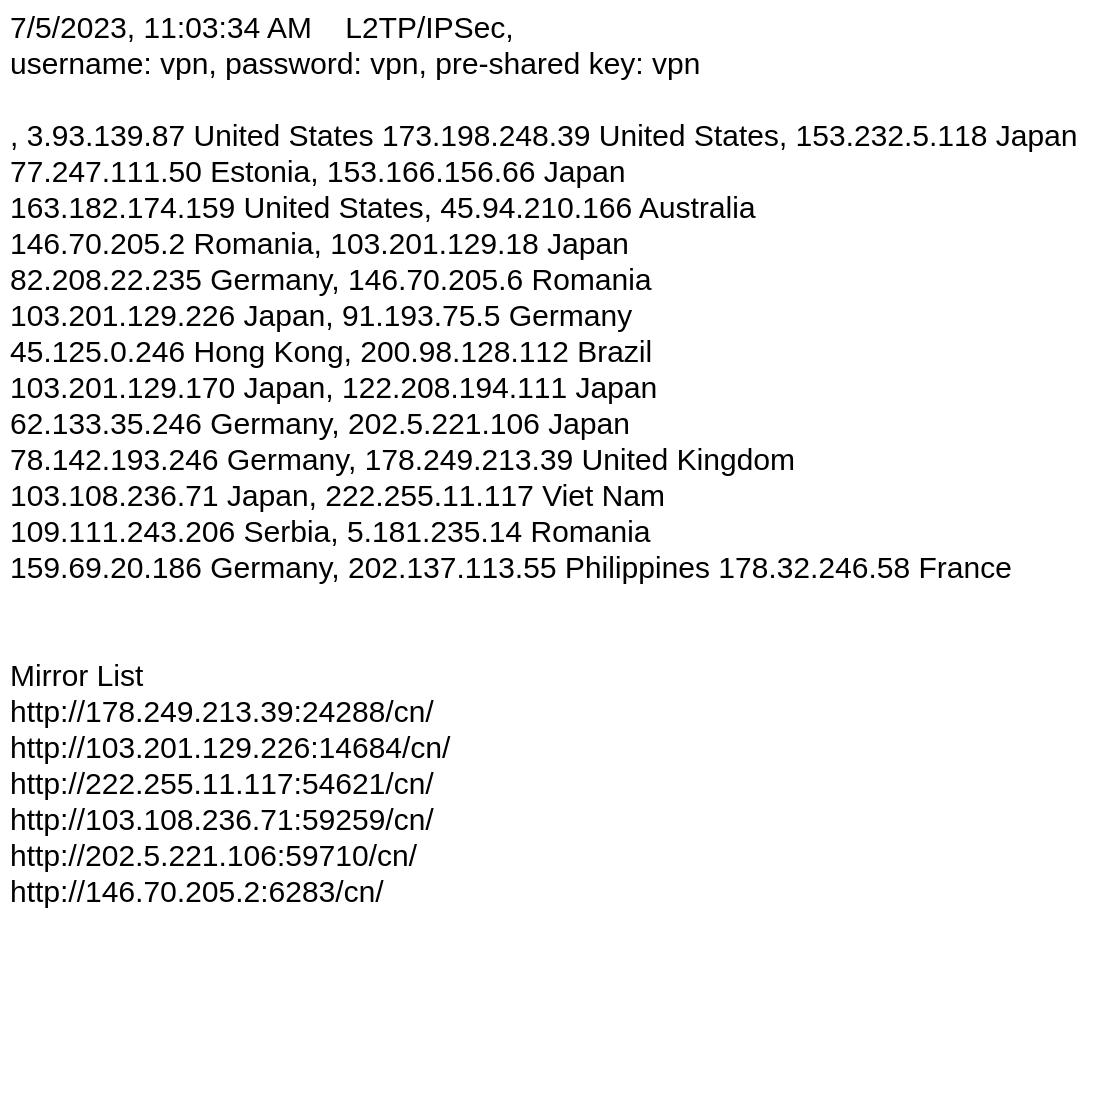 7/5/2023, 11:03:34 AM    L2TP/IPSec,
username: vpn, password: vpn, pre-shared key: vpn
, 3.93.139.87 United States 173.198.248.39 United States, 153.232.5.118 Japan
77.247.111.50 Estonia, 153.166.156.66 Japan
163.182.174.159 United States, 45.94.210.166 Australia
146.70.205.2 Romania, 103.201.129.18 Japan
82.208.22.235 Germany, 146.70.205.6 Romania
103.201.129.226 Japan, 91.193.75.5 Germany
45.125.0.246 Hong Kong, 200.98.128.112 Brazil
103.201.129.170 Japan, 122.208.194.111 Japan
62.133.35.246 Germany, 202.5.221.106 Japan
78.142.193.246 Germany, 178.249.213.39 United Kingdom
103.108.236.71 Japan, 222.255.11.117 Viet Nam
109.111.243.206 Serbia, 5.181.235.14 Romania
159.69.20.186 Germany, 202.137.113.55 Philippines 178.32.246.58 France
Mirror List
http://178.249.213.39:24288/cn/
http://103.201.129.226:14684/cn/
http://222.255.11.117:54621/cn/
http://103.108.236.71:59259/cn/
http://202.5.221.106:59710/cn/
http://146.70.205.2:6283/cn/